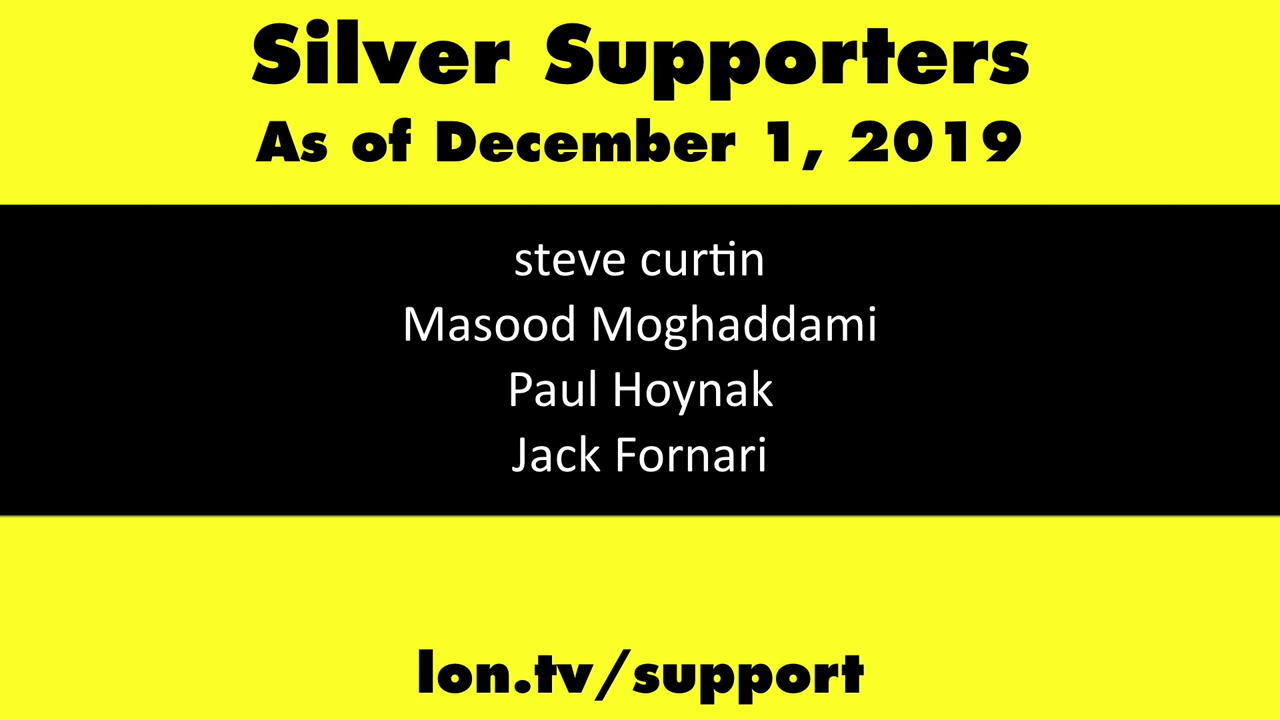 Silver Supporters
As of December 1, 2019
steve curtin
Masood Moghaddami
Paul Hoynak
Jack Fornari
lon.tv/support